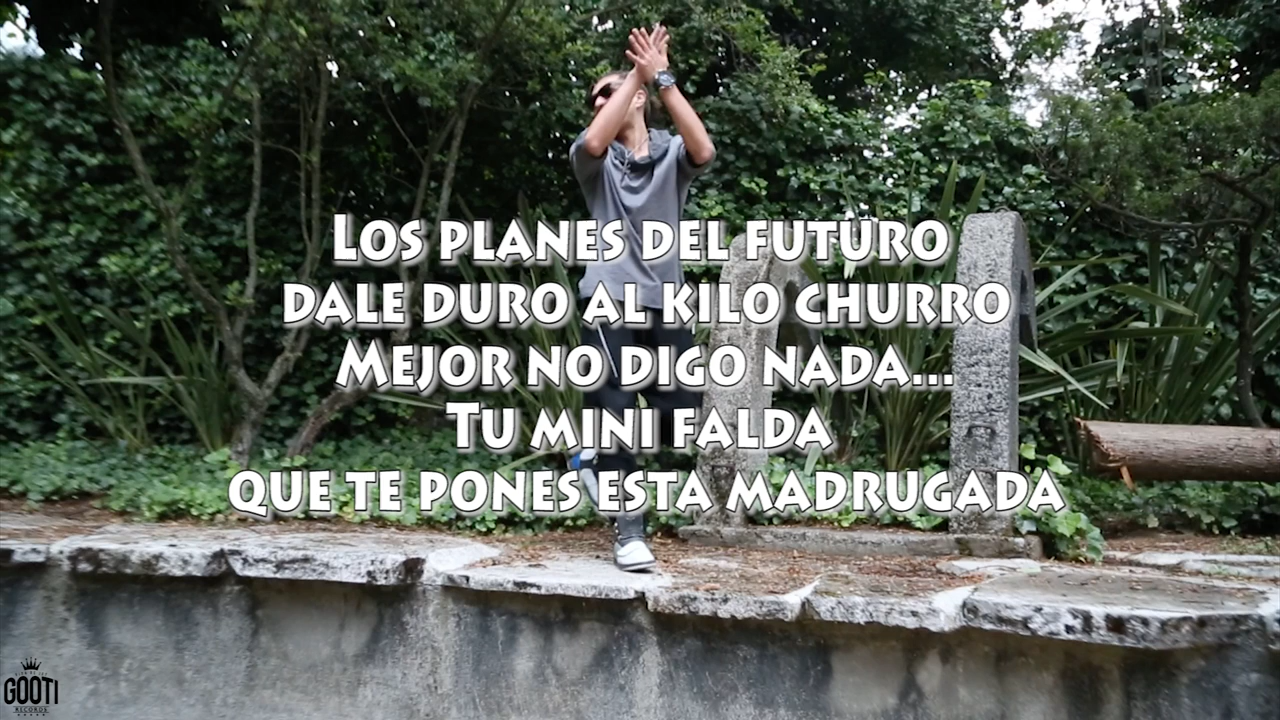 Los planes del futuro
dale duro al kilo churro
Mejor no digo nada...
Tu mini falda
que te pones esta madrugada
GOOTI
RECORDS